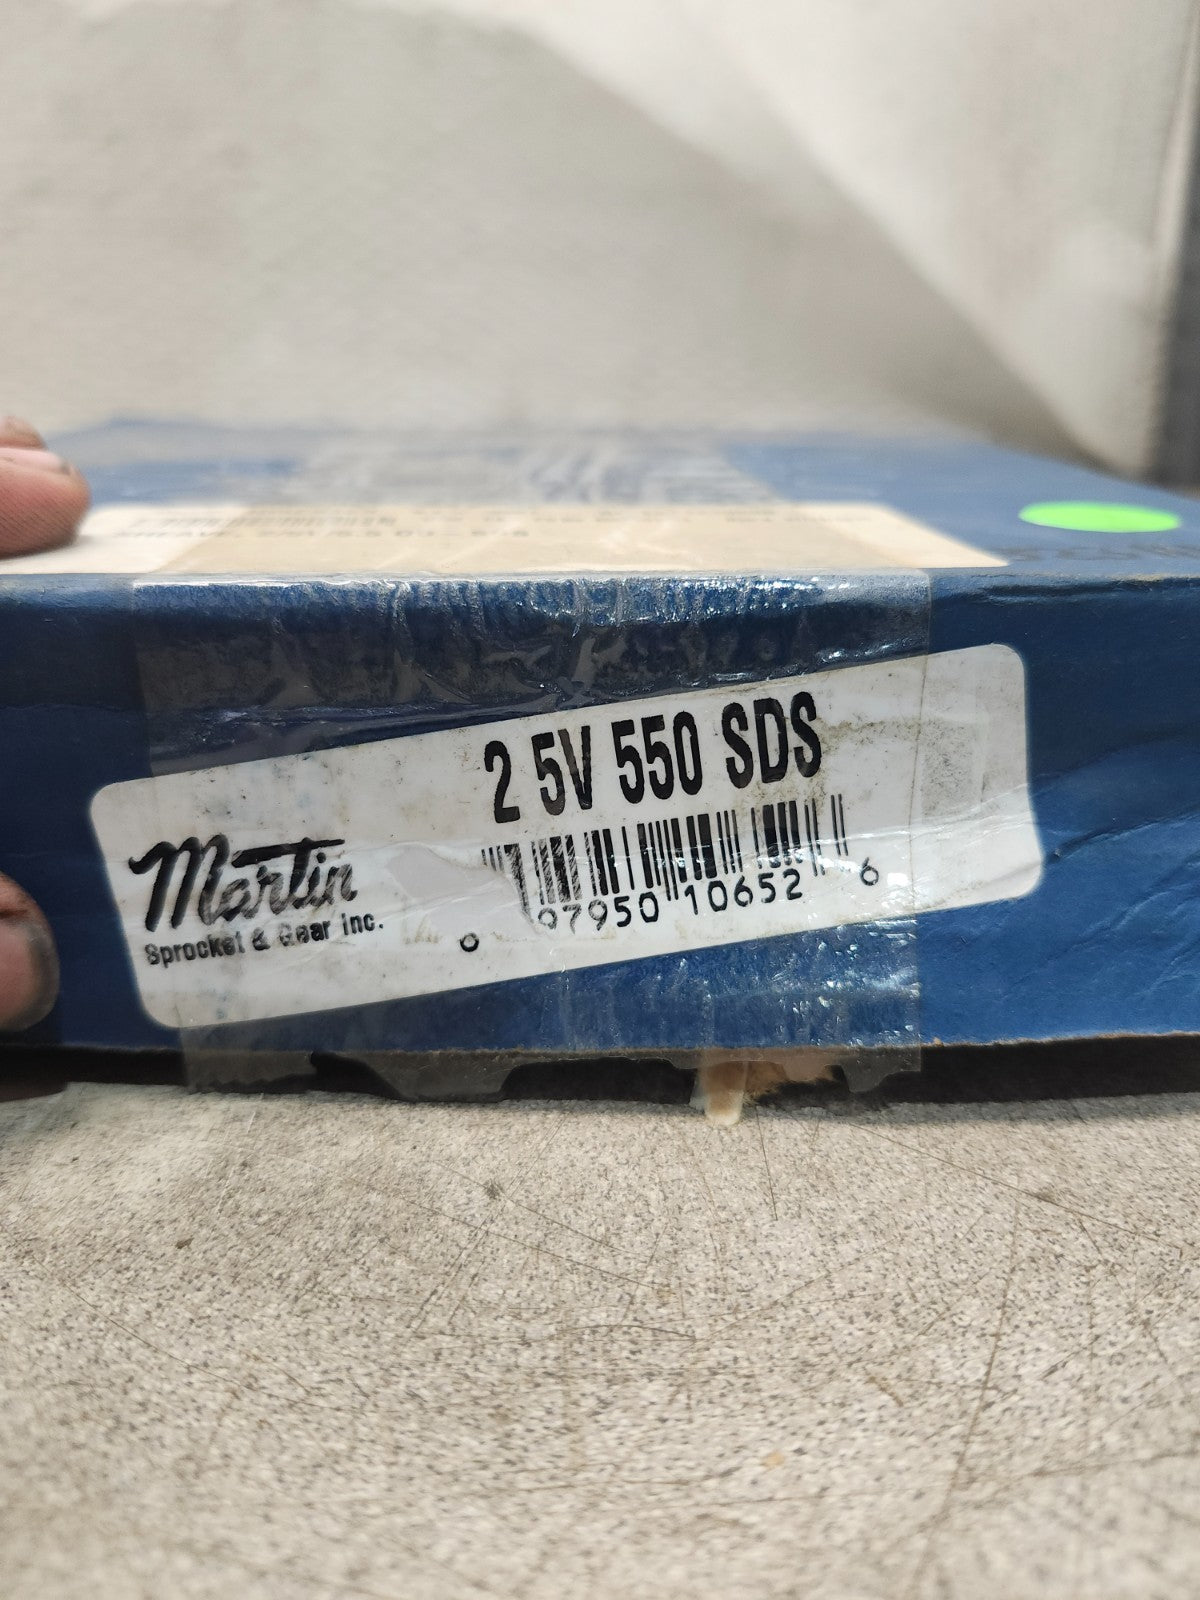 2 5V 550 SDS
Martin
Sprocket & Gear inc.
0 97950 10652 6